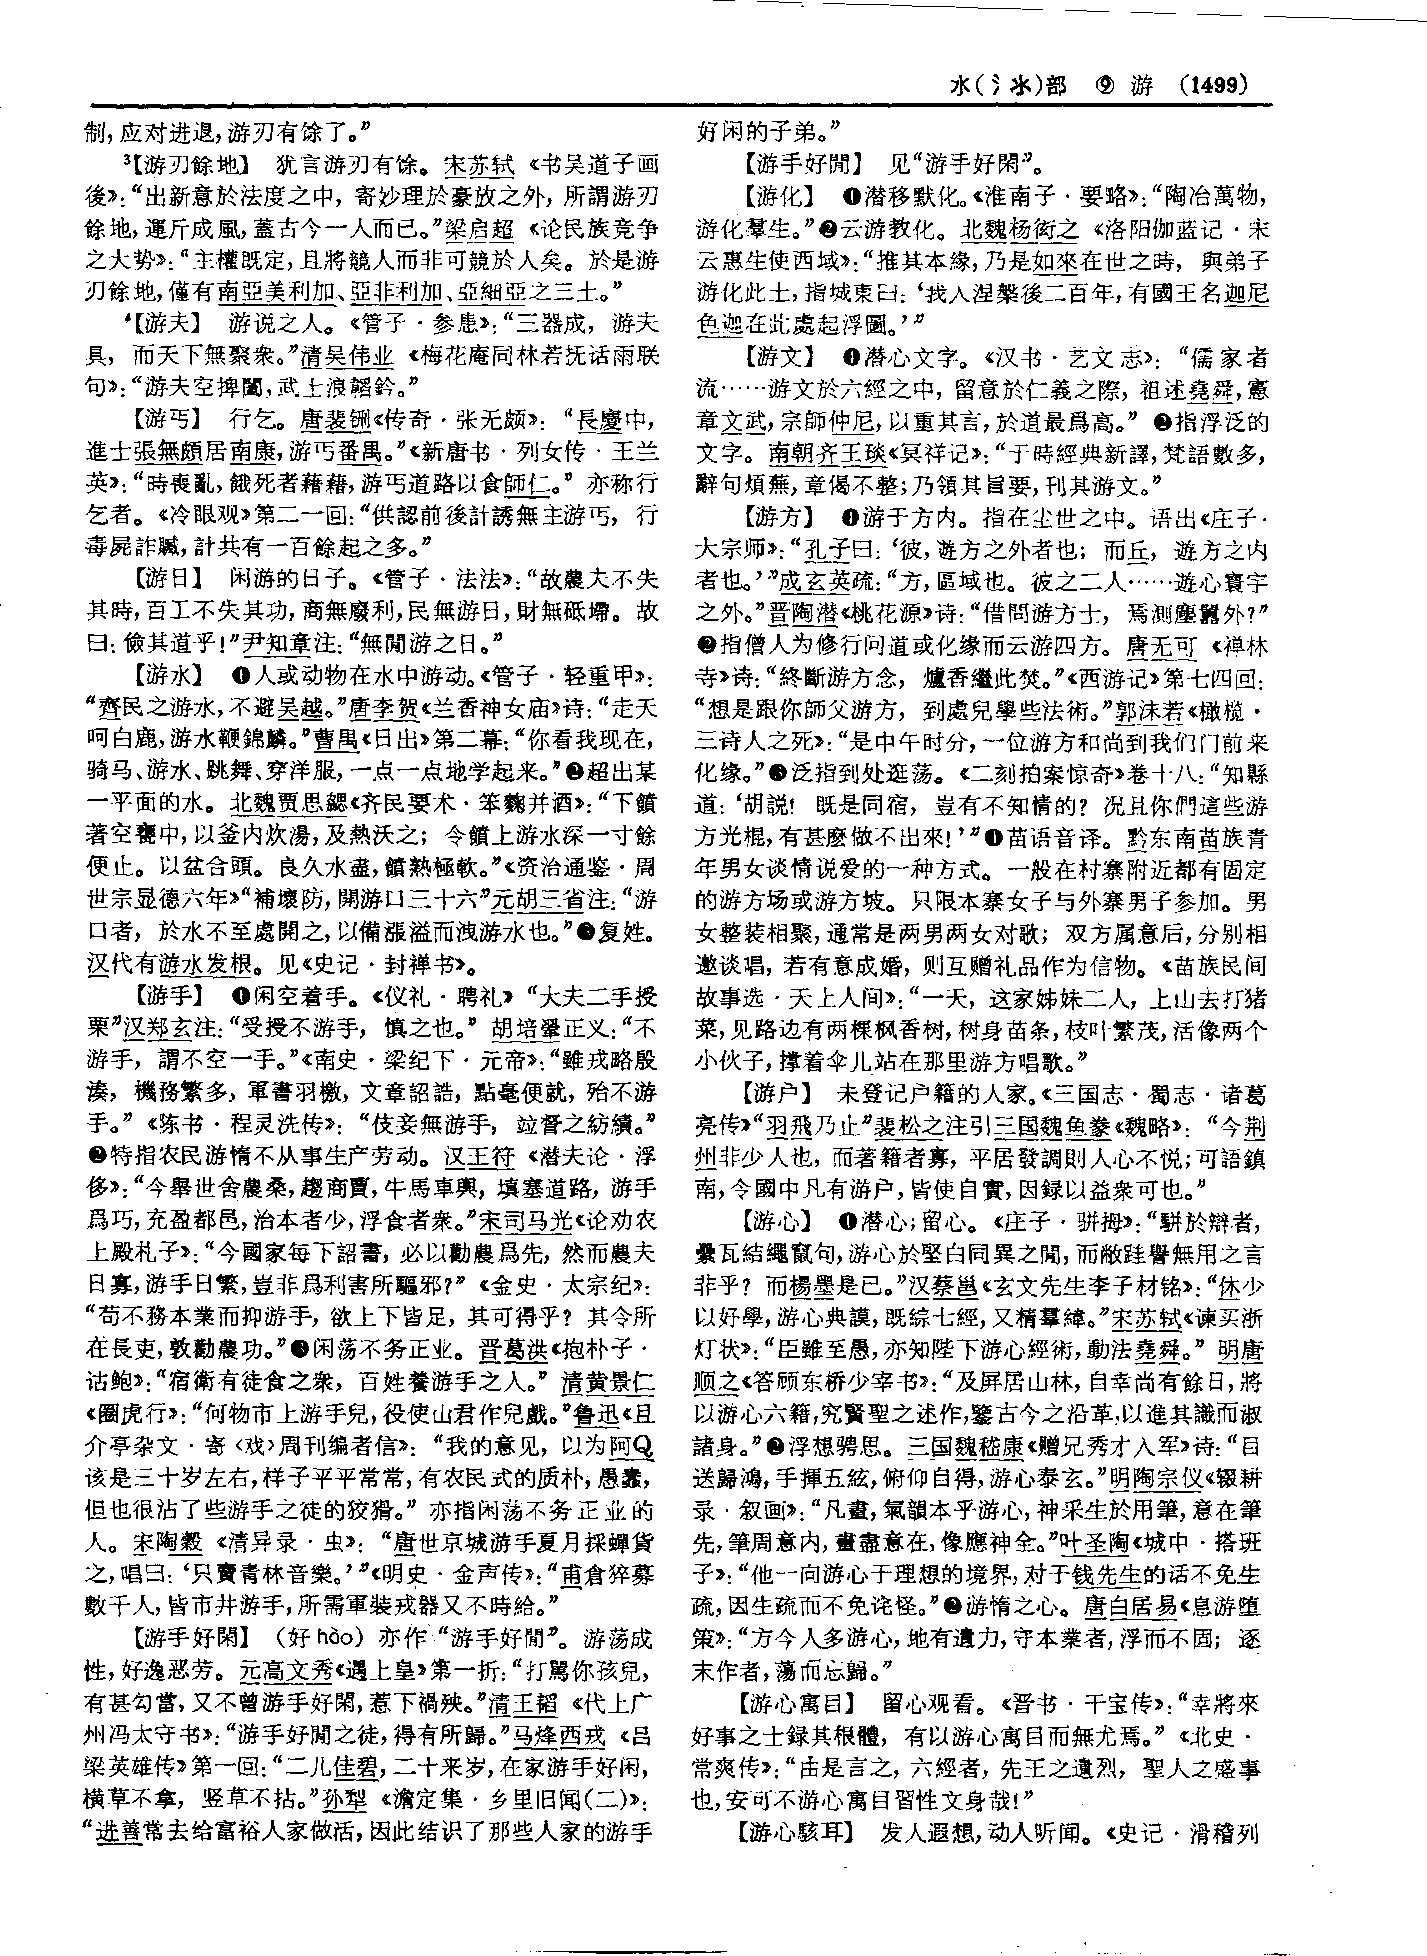 水(氵氺)部 ⑨ 游 (1499)
制,应对进退,游刃有馀了。”
³【游刃餘地】 犹言游刃有馀。宋苏轼《书吴道子画
後》:“出新意於法度之中,寄妙理於豪放之外,所謂游刃
餘地,運斤成風,蓋古今一人而已。”梁启超《论民族竞争
之大势》:“主權既定,且將競人而非可競於人矣。於是游
刃餘地,僅有南亞美利加、亞非利加、亞細亞之三土。”
⁴【游夫】 游说之人。《管子·参患》:“三器成,游夫
具,而天下無聚衆。”清吴伟业《梅花庵同林若抚话雨联
句》:“游夫空捭闔,武士浪韜鈐。”
【游丐】 行乞。唐裴铏《传奇·张无颇》:“長慶中,
進士張無頗居南康,游丐番禺。”《新唐书·列女传·王兰
英》:“時喪亂,餓死者藉藉,游丐道路以食師仁。”亦称行
乞者。《冷眼观》第二一回:“供認前後計誘無主游丐,行
毒屍詐贓,計共有一百餘起之多。”
【游日】 闲游的日子。《管子·法法》:“故農夫不失
其時,百工不失其功,商無廢利,民無游日,財無砥墆。故
曰:儉其道乎!”尹知章注:“無閒游之日。”
【游水】 ❶人或动物在水中游动。《管子·轻重甲》:
“齊民之游水,不避吴越。”唐李贺《兰香神女庙》诗:“走天
呵白鹿,游水鞭錦麟。”曹禺《日出》第二幕:“你看我现在,
骑马、游水、跳舞、穿洋服,一点一点地学起来。”❷超出某
一平面的水。北魏贾思勰《齐民要术·笨麴并酒》:“下饙
著空甕中,以釜内炊湯,及熱沃之;令饙上游水深一寸餘
便止。以盆合頭。良久水盡,饙熟極軟。”《资治通鉴·周
世宗显德六年》“補壞防,開游口三十六”元胡三省注:“游
口者,於水不至處開之,以備漲溢而洩游水也。”❸复姓。
汉代有游水发根。见《史记·封禅书》。
【游手】 ❶闲空着手。《仪礼·聘礼》“大夫二手授
栗”汉郑玄注:“受授不游手,慎之也。”胡培翬正义:“不
游手,謂不空一手。”《南史·梁纪下·元帝》:“雖戎略殷
湊,機務繁多,軍書羽檄,文章詔誥,點毫便就,殆不游
手。”《陈书·程灵洗传》:“伎妾無游手,竝督之紡績。”
❷特指农民游惰不从事生产劳动。汉王符《潜夫论·浮
侈》:“今舉世舍農桑,趨商賈,牛馬車輿,填塞道路,游手
爲巧,充盈都邑,治本者少,浮食者衆。”宋司马光《论劝农
上殿札子》:“今國家每下詔書,必以勸農爲先,然而農夫
日寡,游手日繁,豈非爲利害所驅邪?”《金史·太宗纪》:
“苟不務本業而抑游手,欲上下皆足,其可得乎?其令所
在長吏,敦勸農功。”❸闲荡不务正业。晋葛洪《抱朴子·
诂鲍》:“宿衛有徒食之衆,百姓養游手之人。”清黄景仁
《圈虎行》:“何物市上游手兒,役使山君作兒戲。”鲁迅《且
介亭杂文·寄〈戏〉周刊编者信》:“我的意见,以为阿Q
该是三十岁左右,样子平平常常,有农民式的质朴,愚蠢,
但也很沾了些游手之徒的狡猾。”亦指闲荡不务正业的
人。宋陶穀《清异录·虫》:“唐世京城游手夏月採蟬貨
之,唱曰:‘只賣青林音樂。’”《明史·金声传》:“甫倉猝募
數千人,皆市井游手,所需軍裝戎器又不時給。”
【游手好閑】(好hào)亦作“游手好閒”。游荡成
性,好逸恶劳。元高文秀《遇上皇》第一折:“打駡你孩兒,
有甚勾當,又不曾游手好閑,惹下禍殃。”清王韬《代上广
州冯太守书》:“游手好閒之徒,得有所歸。”马烽西戎《吕
梁英雄传》第一回:“二儿佳碧,二十来岁,在家游手好闲,
横草不拿,竖草不拈。”孙犁《澹定集·乡里旧闻(二)》:
“进善常去给富裕人家做活,因此结识了那些人家的游手
好闲的子弟。”
【游手好閒】 见“游手好閑”。
【游化】 ❶潜移默化。《淮南子·要略》:“陶冶萬物,
游化羣生。”❷云游教化。北魏杨衒之《洛阳伽蓝记·宋
云惠生使西域》:“推其本緣,乃是如來在世之時,與弟子
游化此土,指城東曰:‘我入涅槃後二百年,有國王名迦尼
色迦在此處起浮圖。’”
【游文】 ❶潜心文字。《汉书·艺文志》:“儒家者
流……游文於六經之中,留意於仁義之際,祖述堯舜,憲
章文武,宗師仲尼,以重其言,於道最爲高。”❷指浮泛的
文字。南朝齐王琰《冥祥记》:“于時經典新譯,梵語數多,
辭句煩蕪,章偈不整;乃領其旨要,刊其游文。”
【游方】 ❶游于方内。指在尘世之中。语出《庄子·
大宗师》:“孔子曰:‘彼,遊方之外者也;而丘,遊方之内
者也。’”成玄英疏:“方,區域也。彼之二人……遊心寰宇
之外。”晋陶潜《桃花源》诗:“借問游方士,焉測塵囂外?”
❷指僧人为修行问道或化缘而云游四方。唐无可《禅林
寺》诗:“終斷游方念,爐香繼此焚。”《西游记》第七四回:
“想是跟你師父游方,到處兒學些法術。”郭沫若《橄榄·
三诗人之死》:“是中午时分,一位游方和尚到我们门前来
化缘。”❸泛指到处逛荡。《二刻拍案惊奇》卷十八:“知縣
道:‘胡説!既是同宿,豈有不知情的?况且你們這些游
方光棍,有甚麽做不出來!’”❹苗语音译。黔东南苗族青
年男女谈情说爱的一种方式。一般在村寨附近都有固定
的游方场或游方坡。只限本寨女子与外寨男子参加。男
女整装相聚,通常是两男两女对歌;双方属意后,分别相
邀谈唱,若有意成婚,则互赠礼品作为信物。《苗族民间
故事选·天上人间》:“一天,这家姊妹二人,上山去打猪
菜,见路边有两棵枫香树,树身苗条,枝叶繁茂,活像两个
小伙子,撑着伞儿站在那里游方唱歌。”
【游户】 未登记户籍的人家。《三国志·蜀志·诸葛
亮传》“羽飛乃止”裴松之注引三国魏鱼豢《魏略》:“今荆
州非少人也,而著籍者寡,平居發調則人心不悦;可語鎮
南,令國中凡有游户,皆使自實,因録以益衆可也。”
【游心】 ❶潜心;留心。《庄子·骈拇》:“駢於辯者,
纍瓦結繩竄句,游心於堅白同異之閒,而敝跬譽無用之言
非乎?而楊墨是已。”汉蔡邕《玄文先生李子材铭》:“休少
以好學,游心典謨,既綜七經,又精羣緯。”宋苏轼《谏买浙
灯状》:“臣雖至愚,亦知陛下游心經術,動法堯舜。”明唐
顺之《答顾东桥少宰书》:“及屏居山林,自幸尚有餘日,將
以游心六籍,究賢聖之述作,鑒古今之沿革,以進其識而淑
諸身。”❷浮想骋思。三国魏嵇康《赠兄秀才入军》诗:“目
送歸鴻,手揮五絃,俯仰自得,游心泰玄。”明陶宗仪《辍耕
录·叙画》:“凡畫,氣韻本乎游心,神采生於用筆,意在筆
先,筆周意内,畫盡意在,像應神全。”叶圣陶《城中·搭班
子》:“他一向游心于理想的境界,对于钱先生的话不免生
疏,因生疏而不免诧怪。”❷游惰之心。唐白居易《息游堕
策》:“方今人多游心,地有遺力,守本業者,浮而不固;逐
末作者,蕩而忘歸。”
【游心寓目】 留心观看。《晋书·干宝传》:“幸將來
好事之士録其根體,有以游心寓目而無尤焉。”《北史·
常爽传》:“由是言之,六經者,先王之遺烈,聖人之盛事
也,安可不游心寓目習性文身哉!”
【游心駭耳】 发人遐想,动人听闻。《史记·滑稽列